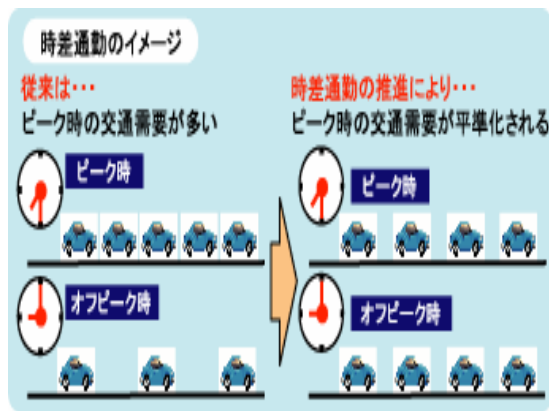 時差通勤のイメージ
従来は･･･
ピーク時の交通需要が多い
ピーク時
オフピーク時
時差通勤の推進により･･･
ピーク時の交通需要が平準化される
ピーク時
オフピーク時